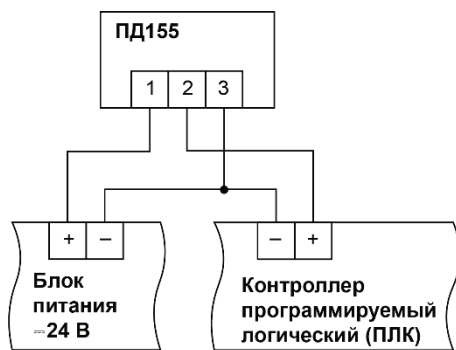 ПД155
1 2 3
+ – – +
Блок
питания
⎓24 В
Контроллер
программируемый
логический (ПЛК)